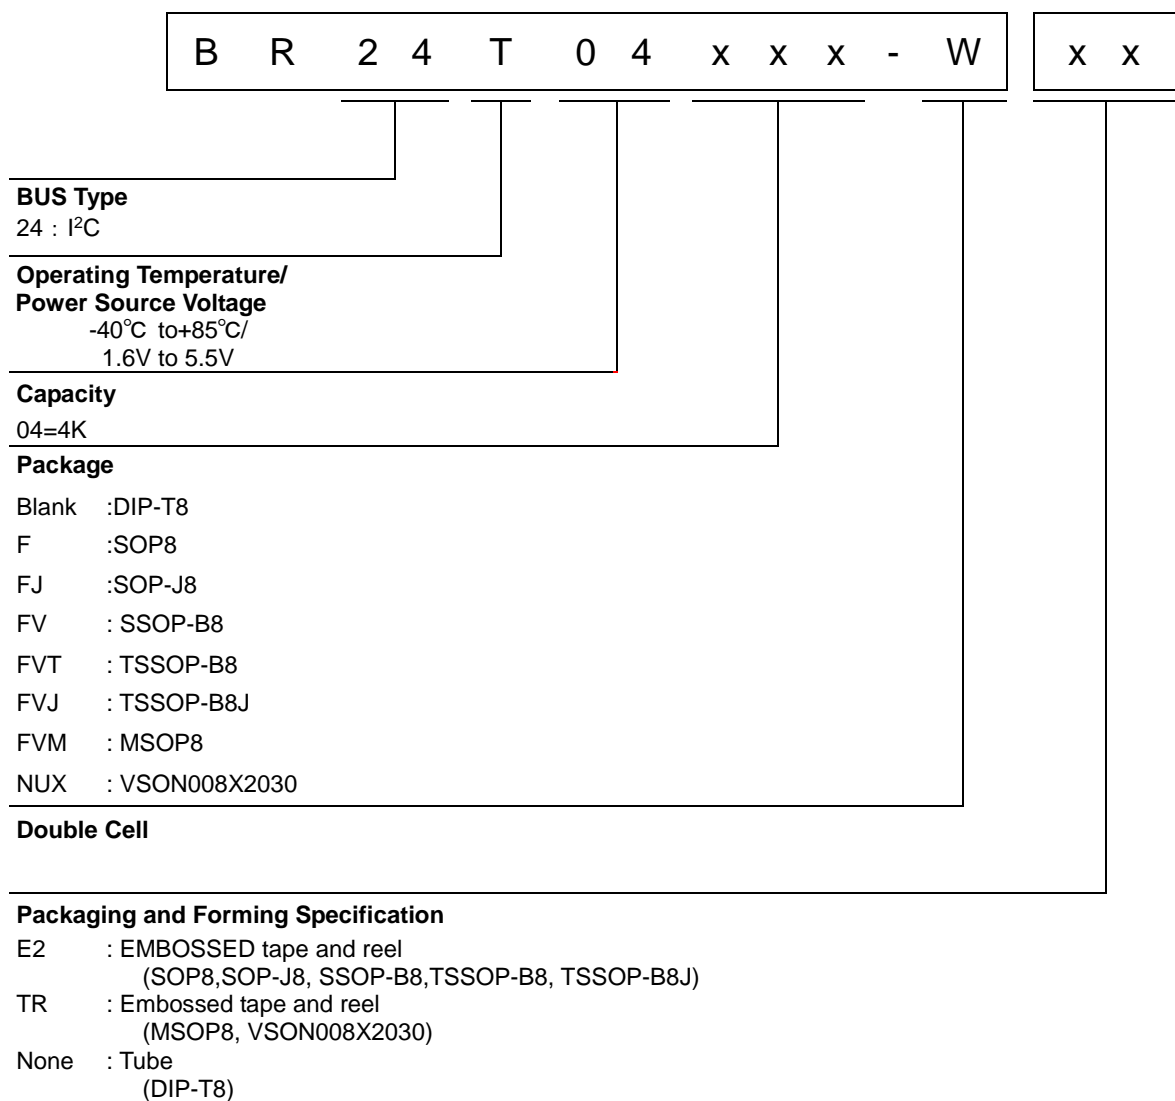 B R 2 4 T 0 4 x x x - W x x
BUS Type
24 : I²C
Operating Temperature/
Power Source Voltage
-40℃ to+85℃/
1.6V to 5.5V
Capacity
04=4K
Package
Blank :DIP-T8
F :SOP8
FJ :SOP-J8
FV : SSOP-B8
FVT : TSSOP-B8
FVJ : TSSOP-B8J
FVM : MSOP8
NUX : VSON008X2030
Double Cell
Packaging and Forming Specification
E2 : EMBOSSED tape and reel
(SOP8,SOP-J8, SSOP-B8,TSSOP-B8, TSSOP-B8J)
TR : Embossed tape and reel
(MSOP8, VSON008X2030)
None : Tube
(DIP-T8)